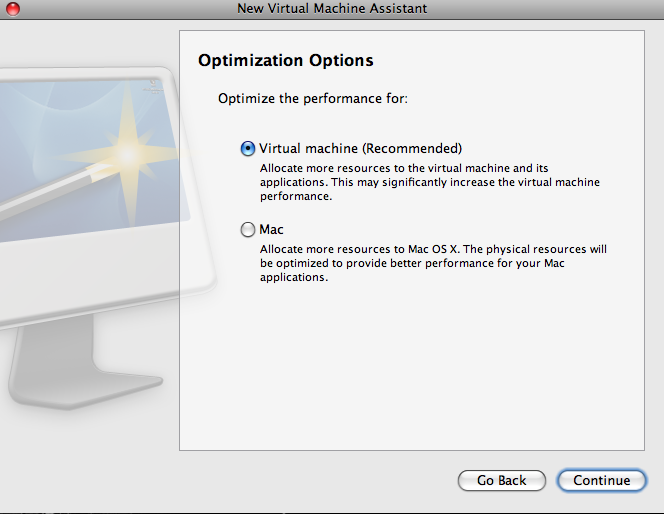 New Virtual Machine Assistant
Optimization Options
Optimize the performance for:
Virtual machine (Recommended)
Allocate more resources to the virtual machine and its
applications. This may significantly increase the virtual machine
performance.
Mac
Allocate more resources to Mac OS X. The physical resources will
be optimized to provide better performance for your Mac
applications.
Go Back
Continue